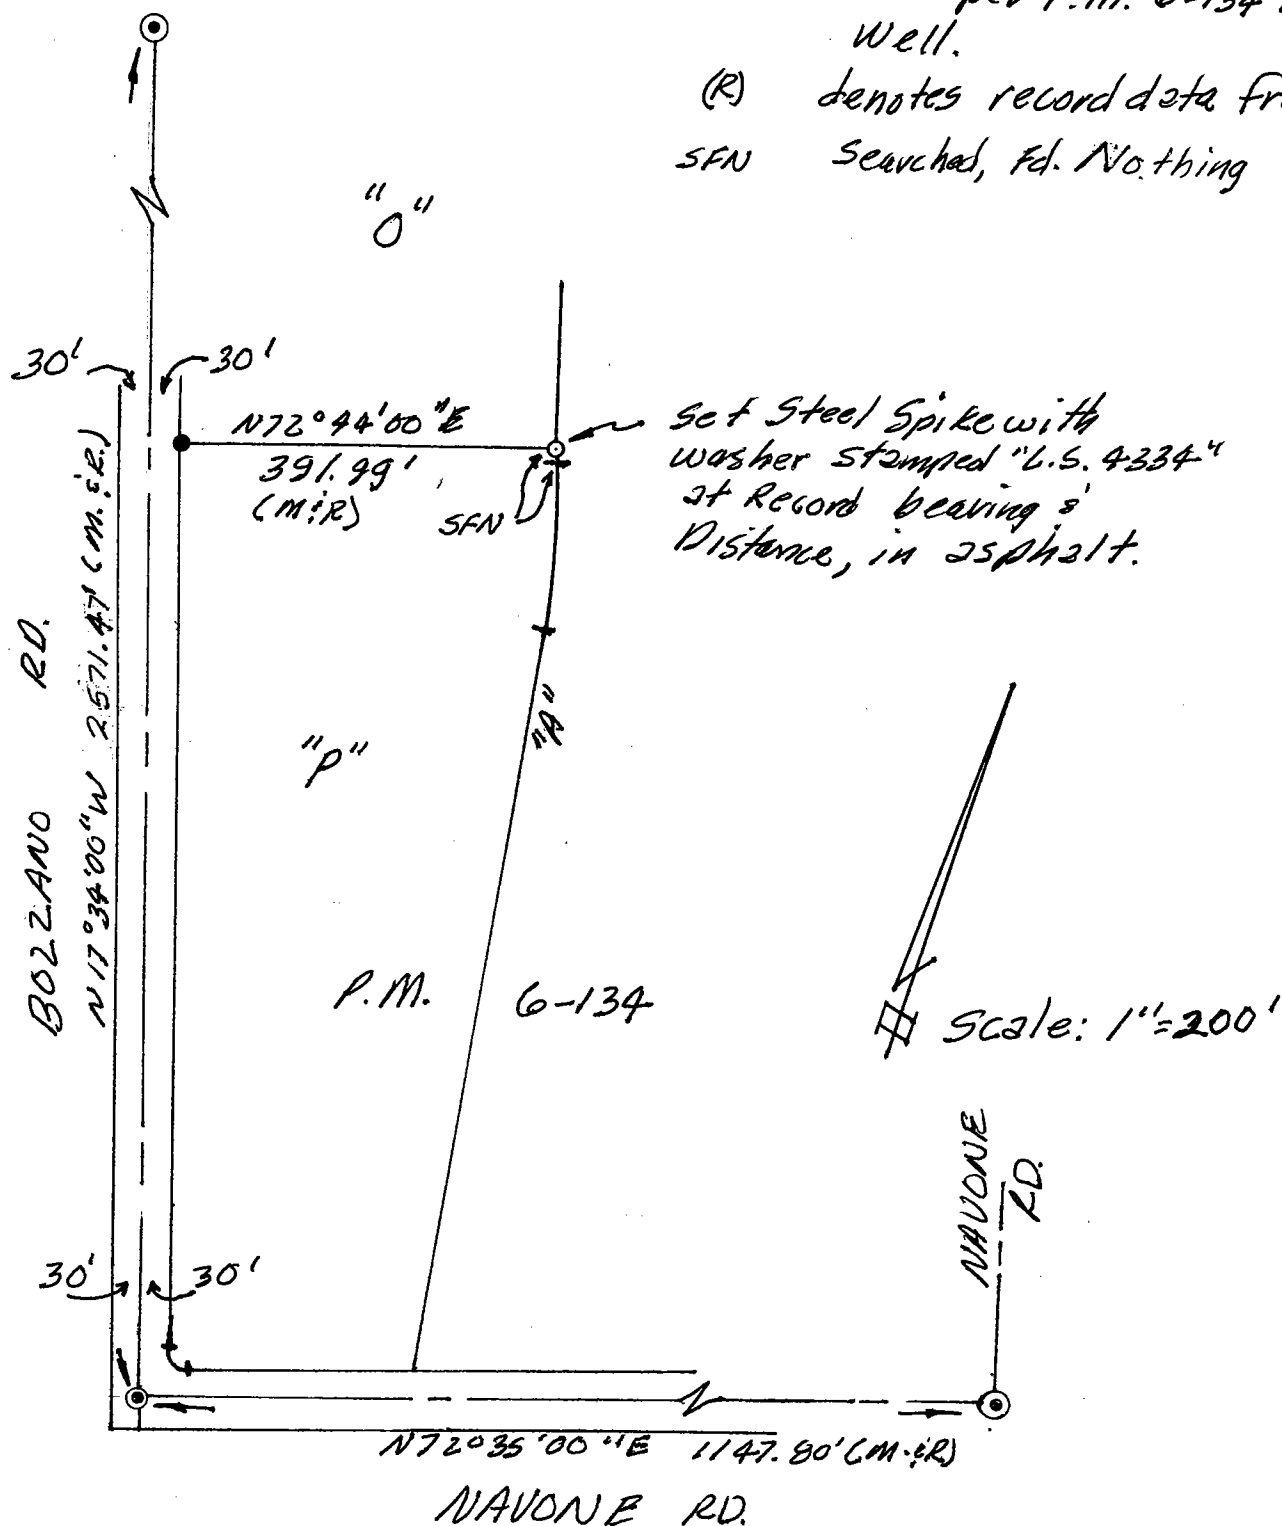 per P.M. 6-134
Well.
(R) denotes record data
SFN Searched, Fd. Nothing
"O"
30' 30'
N72°44'00"E
391.99'
(M&R)
SFN
Set Steel Spike with
washer stamped "L.S. 4334"
at Record bearing &
Distance, in asphalt.
BOZZANO RD.
N17°34'00"W 2571.47' (M.&R.)
"P"
"A"
P.M. 6-134
Scale: 1"=200'
NAVONE
RD.
30' 30'
N72°35'00"E 1147.80' (M.&R)
NAVONE RD.